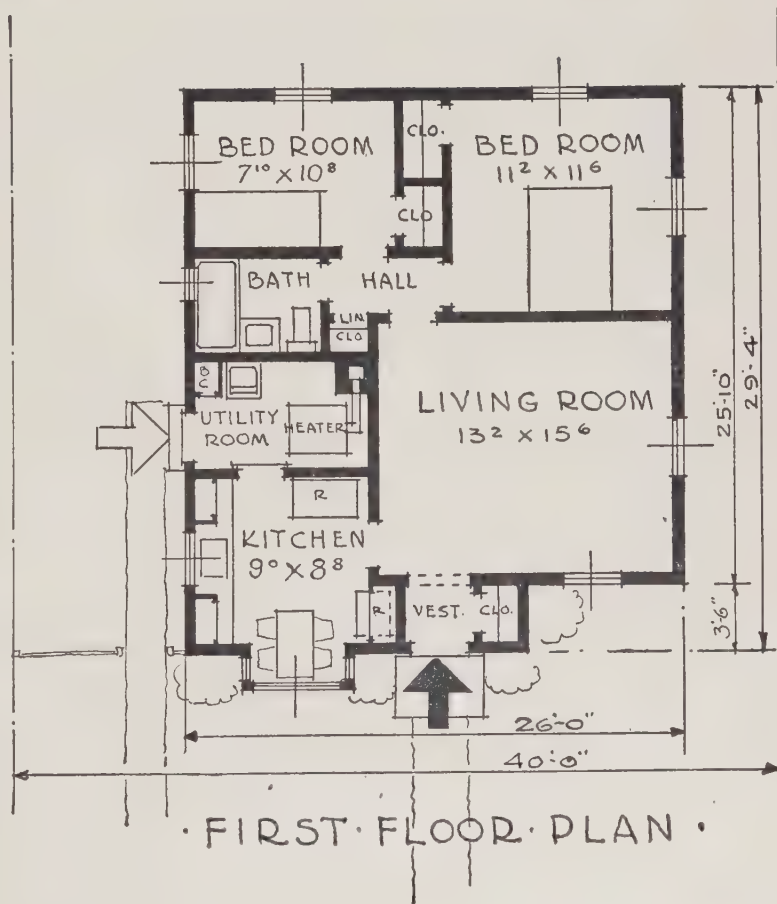 CLO.
BED ROOM
7¹⁰ X 10⁸
BED ROOM
11² X 11⁶
CLO
BATH
HALL
LIN.
CLO
B
C
UTILITY
ROOM
HEATER
LIVING ROOM
13² X 15⁶
25'-10"
29'-4"
R
KITCHEN
9⁰ X 8⁸
R
VEST.
CLO.
3'-6"
26'-0"
40'-0"
· FIRST · FLOOR · PLAN ·